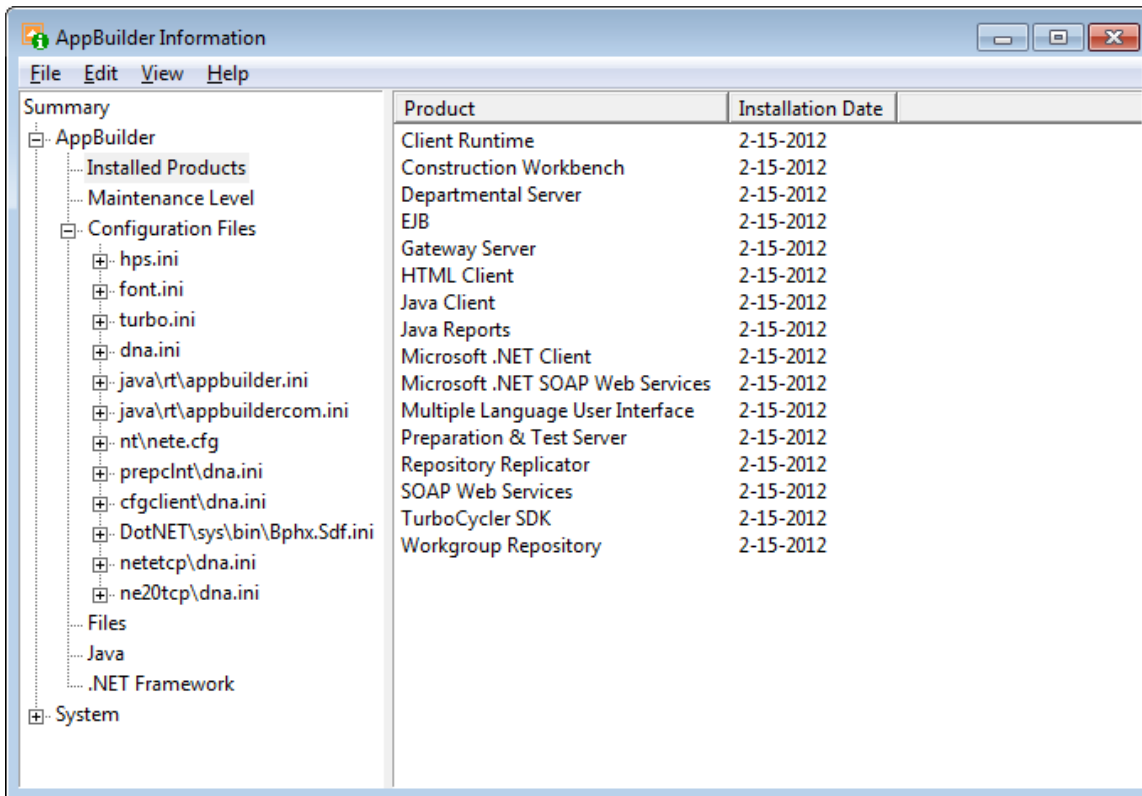 AppBuilder Information
File Edit View Help
Summary
AppBuilder
Installed Products
Maintenance Level
Configuration Files
hps.ini
font.ini
turbo.ini
dna.ini
java\rt\appbuilder.ini
java\rt\appbuildercom.ini
nt\nete.cfg
prepclnt\dna.ini
cfgclient\dna.ini
DotNET\sys\bin\Bphx.Sdf.ini
netetcp\dna.ini
ne20tcp\dna.ini
Files
Java
.NET Framework
System
Product Installation Date
Client Runtime 2-15-2012
Construction Workbench 2-15-2012
Departmental Server 2-15-2012
EJB 2-15-2012
Gateway Server 2-15-2012
HTML Client 2-15-2012
Java Client 2-15-2012
Java Reports 2-15-2012
Microsoft .NET Client 2-15-2012
Microsoft .NET SOAP Web Services 2-15-2012
Multiple Language User Interface 2-15-2012
Preparation & Test Server 2-15-2012
Repository Replicator 2-15-2012
SOAP Web Services 2-15-2012
TurboCycler SDK 2-15-2012
Workgroup Repository 2-15-2012